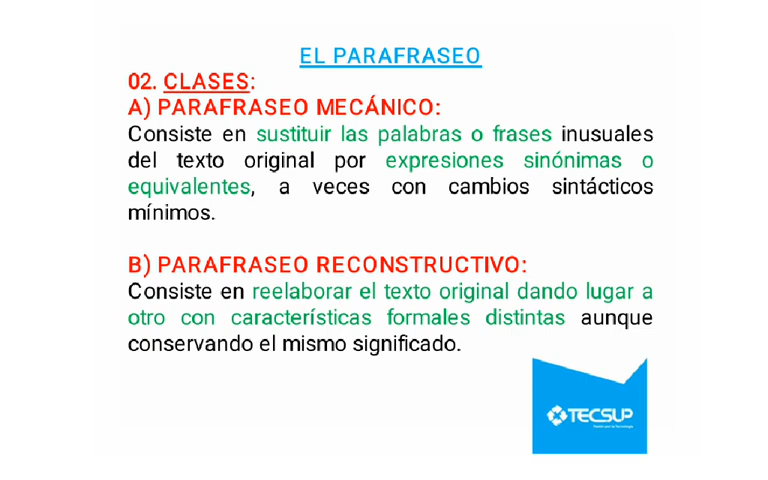 EL PARAFRASEO
02. CLASES:
A) PARAFRASEO MECÁNICO:
Consiste en sustituir las palabras o frases inusuales
del texto original por expresiones sinónimas o
equivalentes, a veces con cambios sintácticos
mínimos.
B) PARAFRASEO RECONSTRUCTIVO:
Consiste en reelaborar el texto original dando lugar a
otro con características formales distintas aunque
conservando el mismo significado.
TECSUP